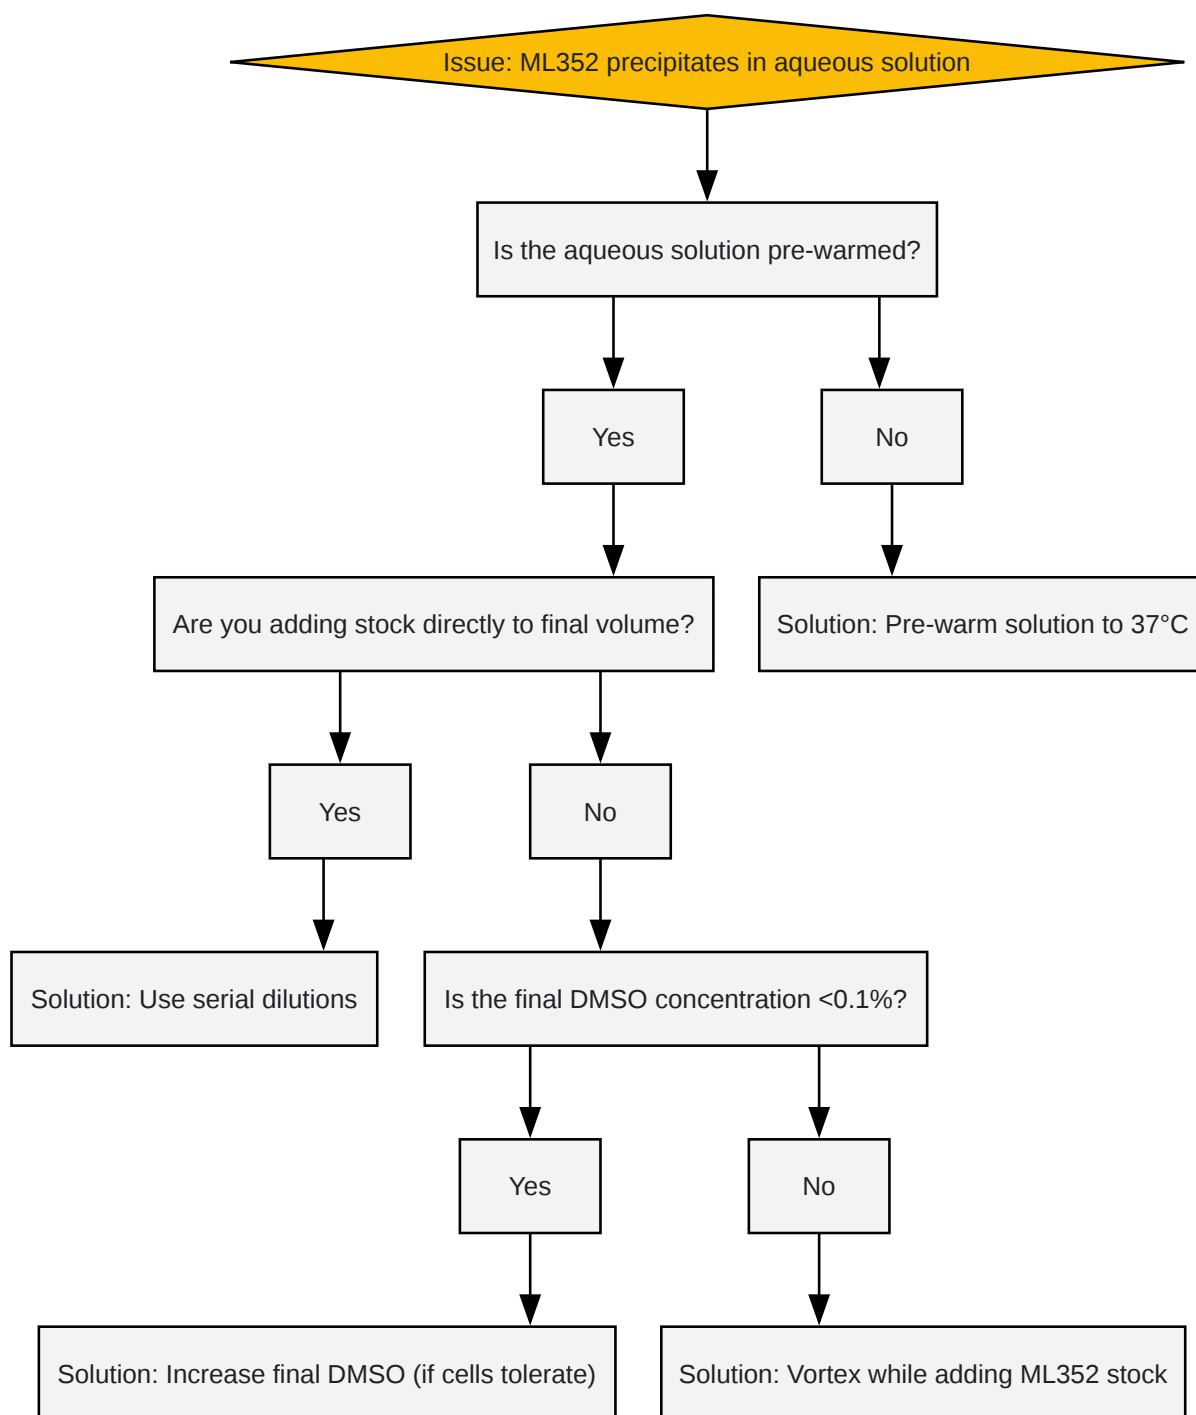 Issue: ML352 precipitates in aqueous solution
Is the aqueous solution pre-warmed?
Yes
No
Are you adding stock directly to final volume?
Solution: Pre-warm solution to 37°C
Yes
No
Solution: Use serial dilutions
Is the final DMSO concentration <0.1%?
Yes
No
Solution: Increase final DMSO (if cells tolerate)
Solution: Vortex while adding ML352 stock